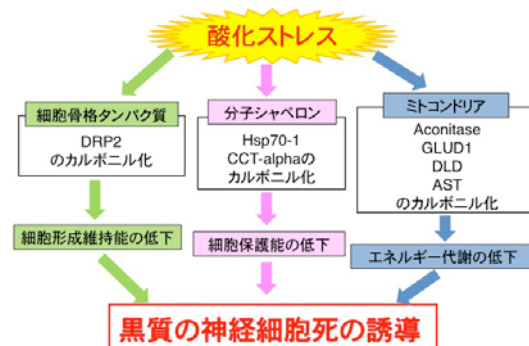 酸化ストレス
細胞骨格タンパク質
DRP2
のカルボニル化
細胞形成維持能の低下
分子シャペロン
Hsp70-1
CCT-alphaの
カルボニル化
細胞保護能の低下
ミトコンドリア
Aconitase
GLUD1
DLD
AST
のカルボニル化
エネルギー代謝の低下
黒質の神経細胞死の誘導